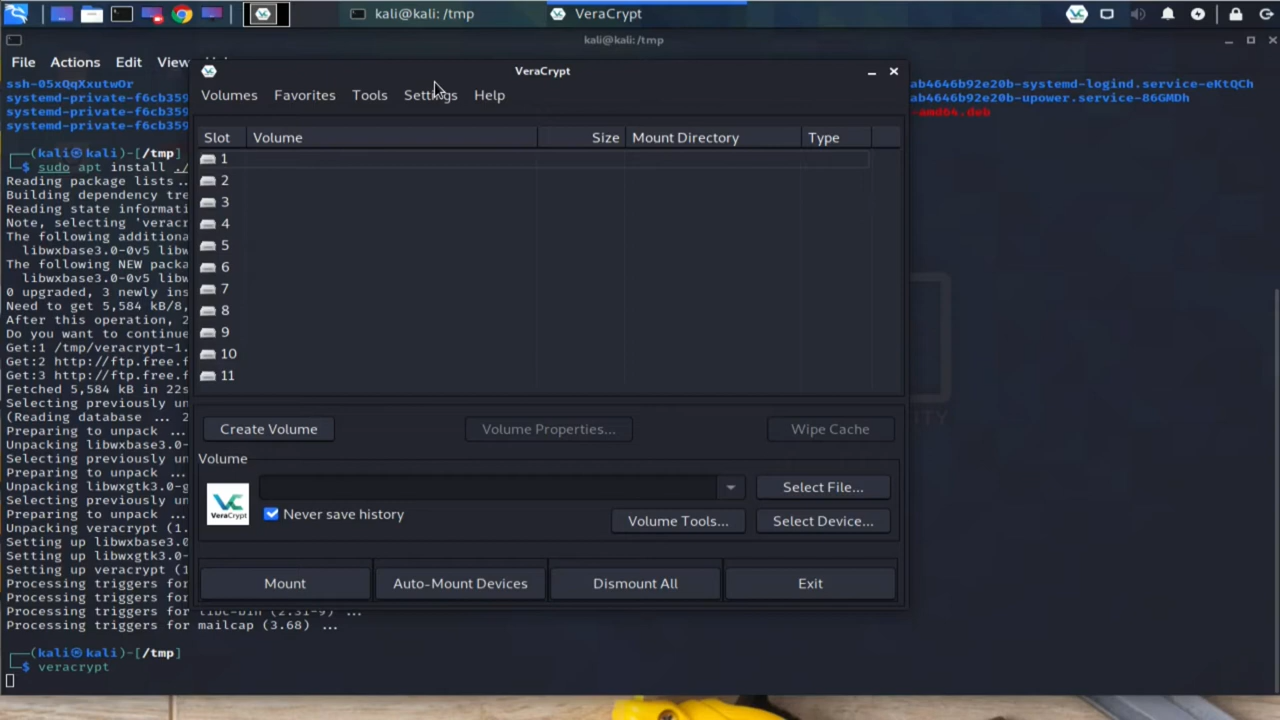 kali@kali: /tmp
VeraCrypt
kali@kali: /tmp
File Actions Edit View
VeraCrypt
Volumes Favorites Tools Settings Help
ssh-05xQqXxutwOr
ab4646b92e20b-systemd-logind.service-eKtQCh
systemd-private-f6cb359
ab4646b92e20b-upower.service-86GMDh
systemd-private-f6cb359
-amd64.deb
systemd-private-f6cb359
Slot Volume Size Mount Directory Type
1
2
3
4
5
6
7
8
9
10
11
(kali㉿kali)-[/tmp]
$ sudo apt install ./
Reading package lists..
Building dependency tre
Reading state informati
Note, selecting 'veracr
The following additiona
libwxbase3.0-0v5 libw
The following NEW packa
libwxbase3.0-0v5 libw
0 upgraded, 3 newly ins
Need to get 5,584 kB/8,
After this operation, 2
Do you want to continue
Get:1 /tmp/veracrypt-1.
Get:2 http://ftp.free.f
Get:3 http://ftp.free.f
Fetched 5,584 kB in 22s
Selecting previously un
(Reading database ... 2
Preparing to unpack ...
Unpacking libwxbase3.0-
Selecting previously un
Preparing to unpack ...
Unpacking libwxgtk3.0-g
Selecting previously un
Preparing to unpack ...
Unpacking veracrypt (1.
Setting up libwxbase3.0-
Setting up libwxgtk3.0-
Setting up veracrypt (1
Processing triggers for
Processing triggers for
Processing triggers for libc-bin (2.31-9) ...
Processing triggers for mailcap (3.68) ...
Create Volume Volume Properties... Wipe Cache
Volume
VeraCrypt
Select File...
Never save history
Volume Tools... Select Device...
Mount Auto-Mount Devices Dismount All Exit
(kali㉿kali)-[/tmp]
$ veracrypt